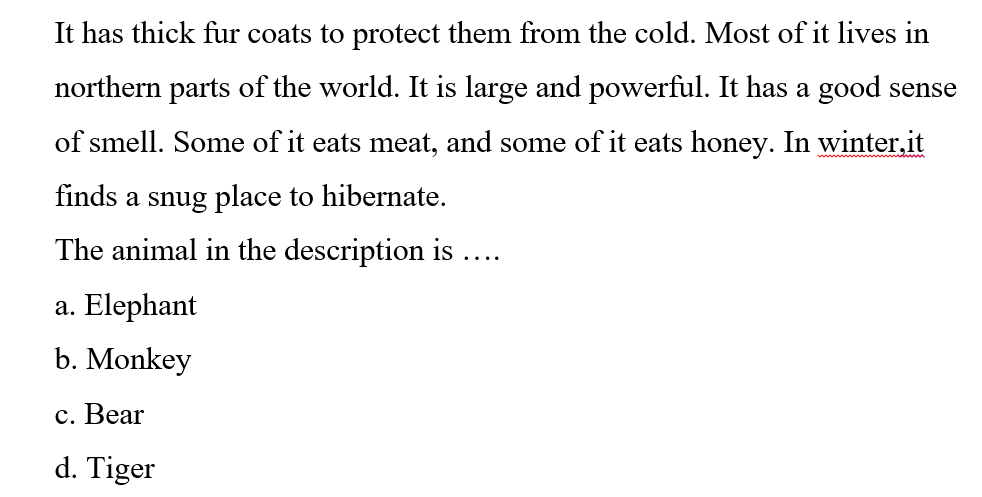 It has thick fur coats to protect them from the cold. Most of it lives in
northern parts of the world. It is large and powerful. It has a good sense
of smell. Some of it eats meat, and some of it eats honey. In winter,it
finds a snug place to hibernate.
The animal in the description is ….
a. Elephant
b. Monkey
c. Bear
d. Tiger